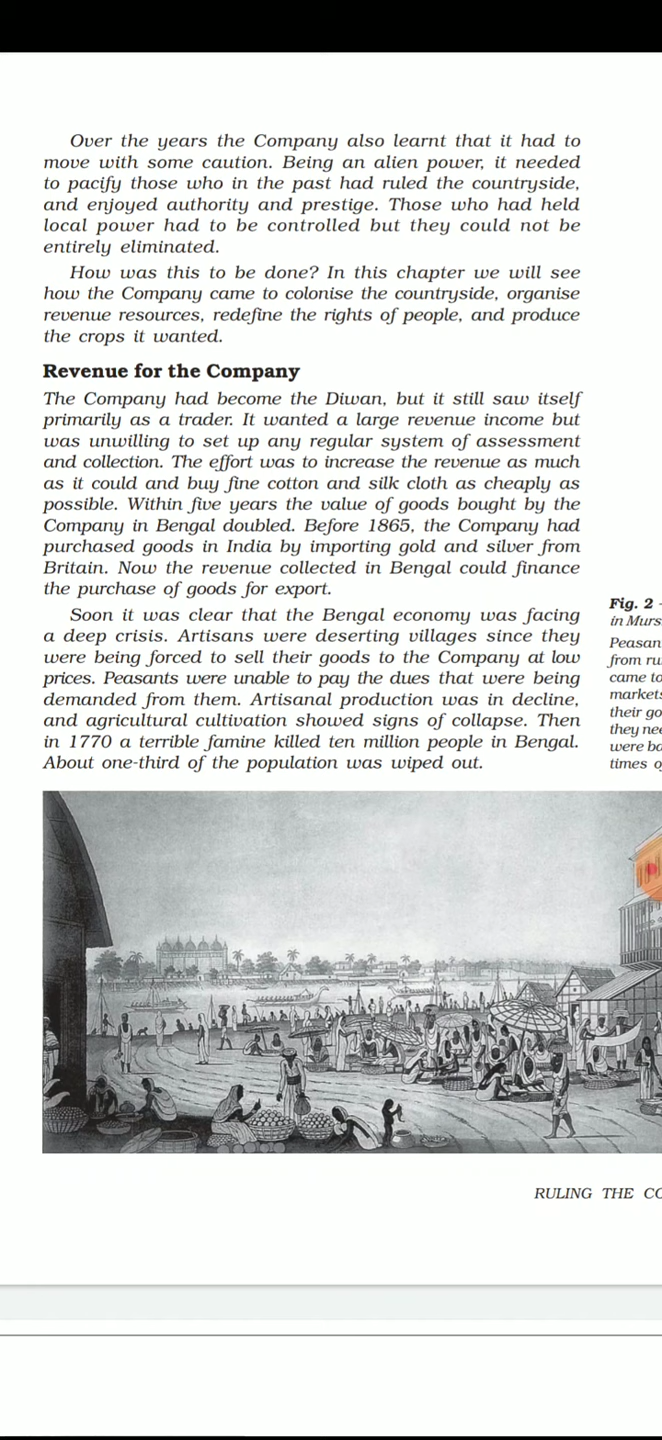 Over the years the Company also learnt that it had to
move with some caution. Being an alien power, it needed
to pacify those who in the past had ruled the countryside,
and enjoyed authority and prestige. Those who had held
local power had to be controlled but they could not be
entirely eliminated.
How was this to be done? In this chapter we will see
how the Company came to colonise the countryside, organise
revenue resources, redefine the rights of people, and produce
the crops it wanted.
Revenue for the Company
The Company had become the Diwan, but it still saw itself
primarily as a trader. It wanted a large revenue income but
was unwilling to set up any regular system of assessment
and collection. The effort was to increase the revenue as much
as it could and buy fine cotton and silk cloth as cheaply as
possible. Within five years the value of goods bought by the
Company in Bengal doubled. Before 1865, the Company had
purchased goods in India by importing gold and silver from
Britain. Now the revenue collected in Bengal could finance
the purchase of goods for export.
Soon it was clear that the Bengal economy was facing
a deep crisis. Artisans were deserting villages since they
were being forced to sell their goods to the Company at low
prices. Peasants were unable to pay the dues that were being
demanded from them. Artisanal production was in decline,
and agricultural cultivation showed signs of collapse. Then
in 1770 a terrible famine killed ten million people in Bengal.
About one-third of the population was wiped out.
Fig. 2 -
in Murs
Peasan
from ru
came to
markets
their go
they nee
were ba
times o
RULING THE CO